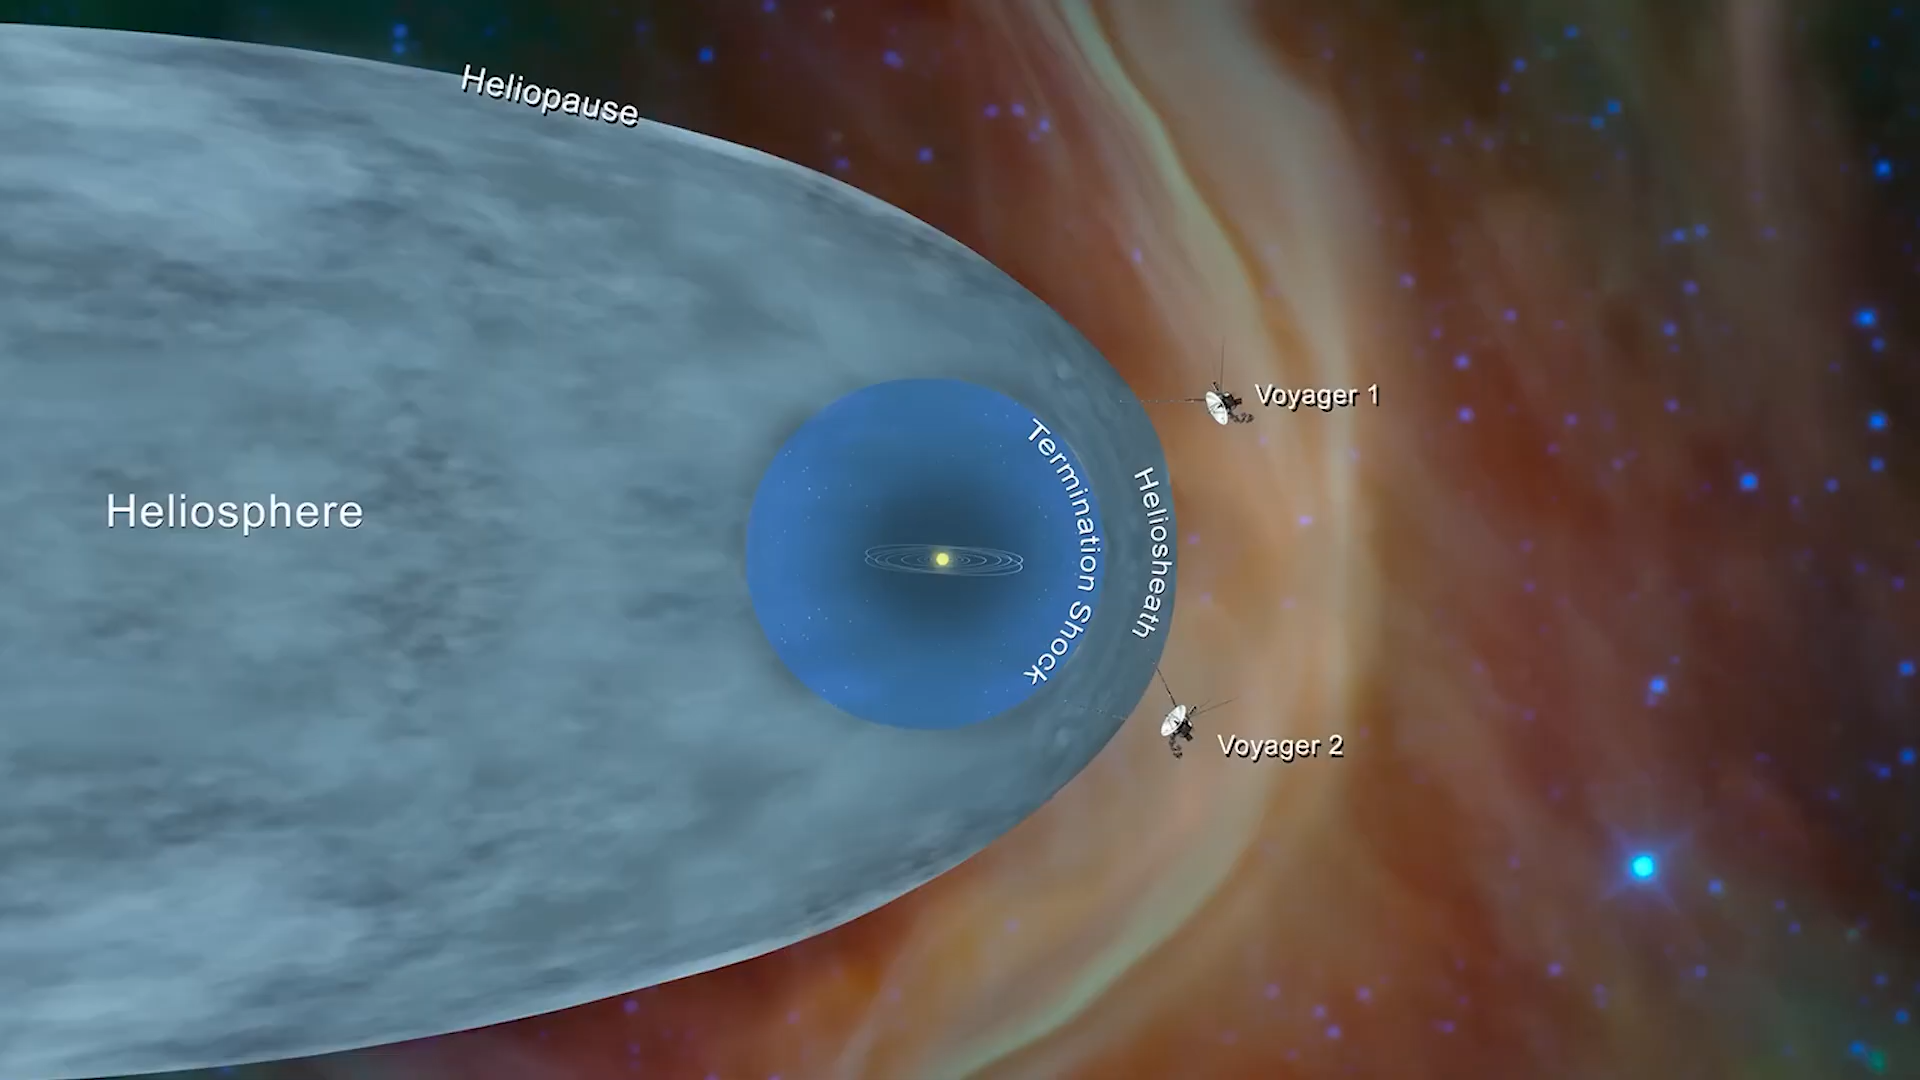 Heliopause
Voyager 1
Termination Shock
Heliosheath
Heliosphere
Voyager 2